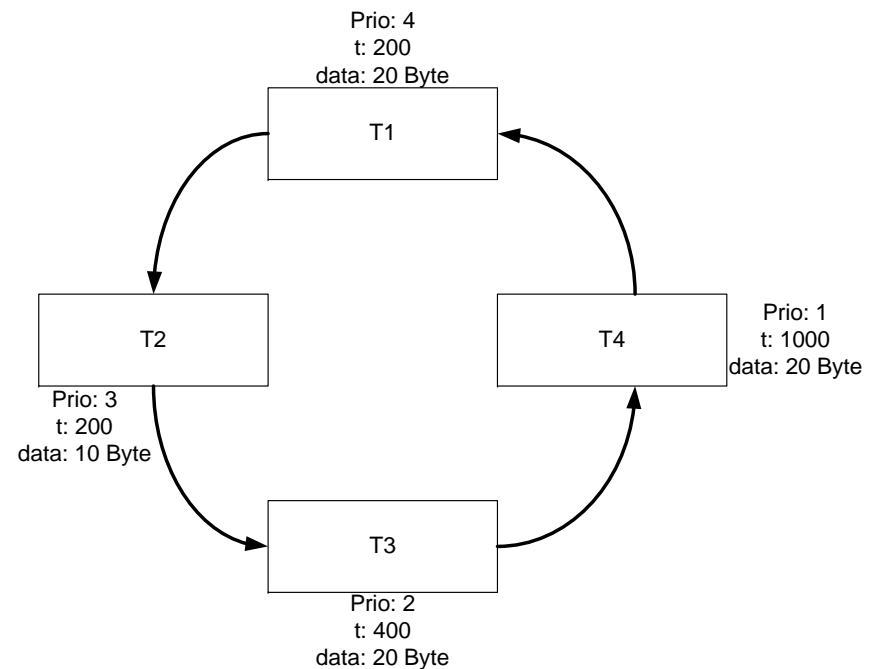 Prio: 4
t: 200
data: 20 Byte
T1
T2
T4
Prio: 1
t: 1000
data: 20 Byte
Prio: 3
t: 200
data: 10 Byte
T3
Prio: 2
t: 400
data: 20 Byte